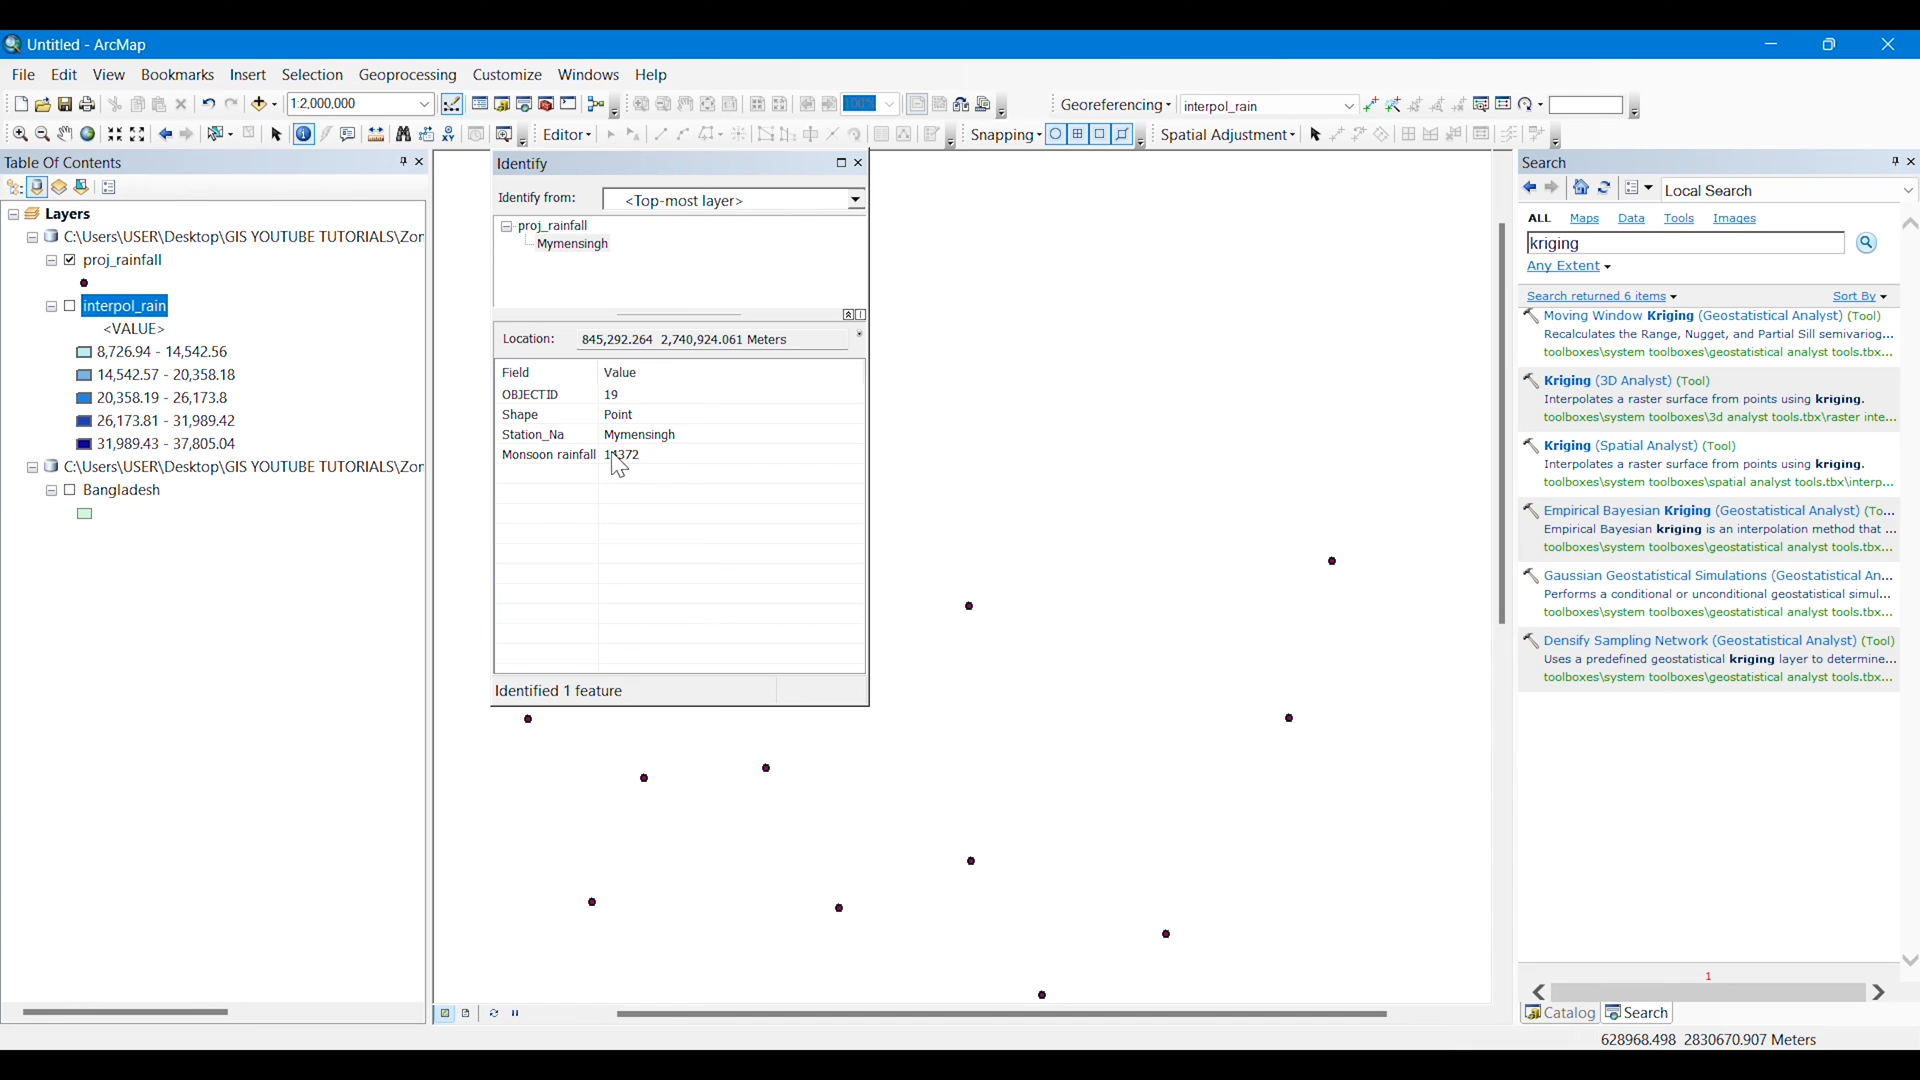 Untitled - ArcMap
File Edit View Bookmarks Insert Selection Geoprocessing Customize Windows Help
1:2,000,000 100% Georeferencing interpol_rain
Editor Snapping Spatial Adjustment
Table Of Contents
Layers
C:\Users\USER\Desktop\GIS YOUTUBE TUTORIALS\Zor
proj_rainfall
interpol_rain
<VALUE>
8,726.94 - 14,542.56
14,542.57 - 20,358.18
20,358.19 - 26,173.8
26,173.81 - 31,989.42
31,989.43 - 37,805.04
C:\Users\USER\Desktop\GIS YOUTUBE TUTORIALS\Zor
Bangladesh
Identify
Identify from: <Top-most layer>
proj_rainfall
Mymensingh
Location: 845,292.264 2,740,924.061 Meters
Field Value
OBJECTID 19
Shape Point
Station_Na Mymensingh
Monsoon rainfall
Identified 1 feature
Search
Local Search
ALL Maps Data Tools Images
kriging
Any Extent
Search returned 6 items Sort By
Moving Window Kriging (Geostatistical Analyst) (Tool)
Recalculates the Range, Nugget, and Partial Sill semivariog...
toolboxes\system toolboxes\geostatistical analyst tools.tbx...
Kriging (3D Analyst) (Tool)
Interpolates a raster surface from points using kriging.
toolboxes\system toolboxes\3d analyst tools.tbx\raster inte...
Kriging (Spatial Analyst) (Tool)
Interpolates a raster surface from points using kriging.
toolboxes\system toolboxes\spatial analyst tools.tbx\interp...
Empirical Bayesian Kriging (Geostatistical Analyst) (To...
Empirical Bayesian kriging is an interpolation method that ...
toolboxes\system toolboxes\geostatistical analyst tools.tbx...
Gaussian Geostatistical Simulations (Geostatistical An...
Performs a conditional or unconditional geostatistical simul...
toolboxes\system toolboxes\geostatistical analyst tools.tbx...
Densify Sampling Network (Geostatistical Analyst) (Tool)
Uses a predefined geostatistical kriging layer to determine...
toolboxes\system toolboxes\geostatistical analyst tools.tbx...
1
Catalog Search
628968.498 2830670.907 Meters